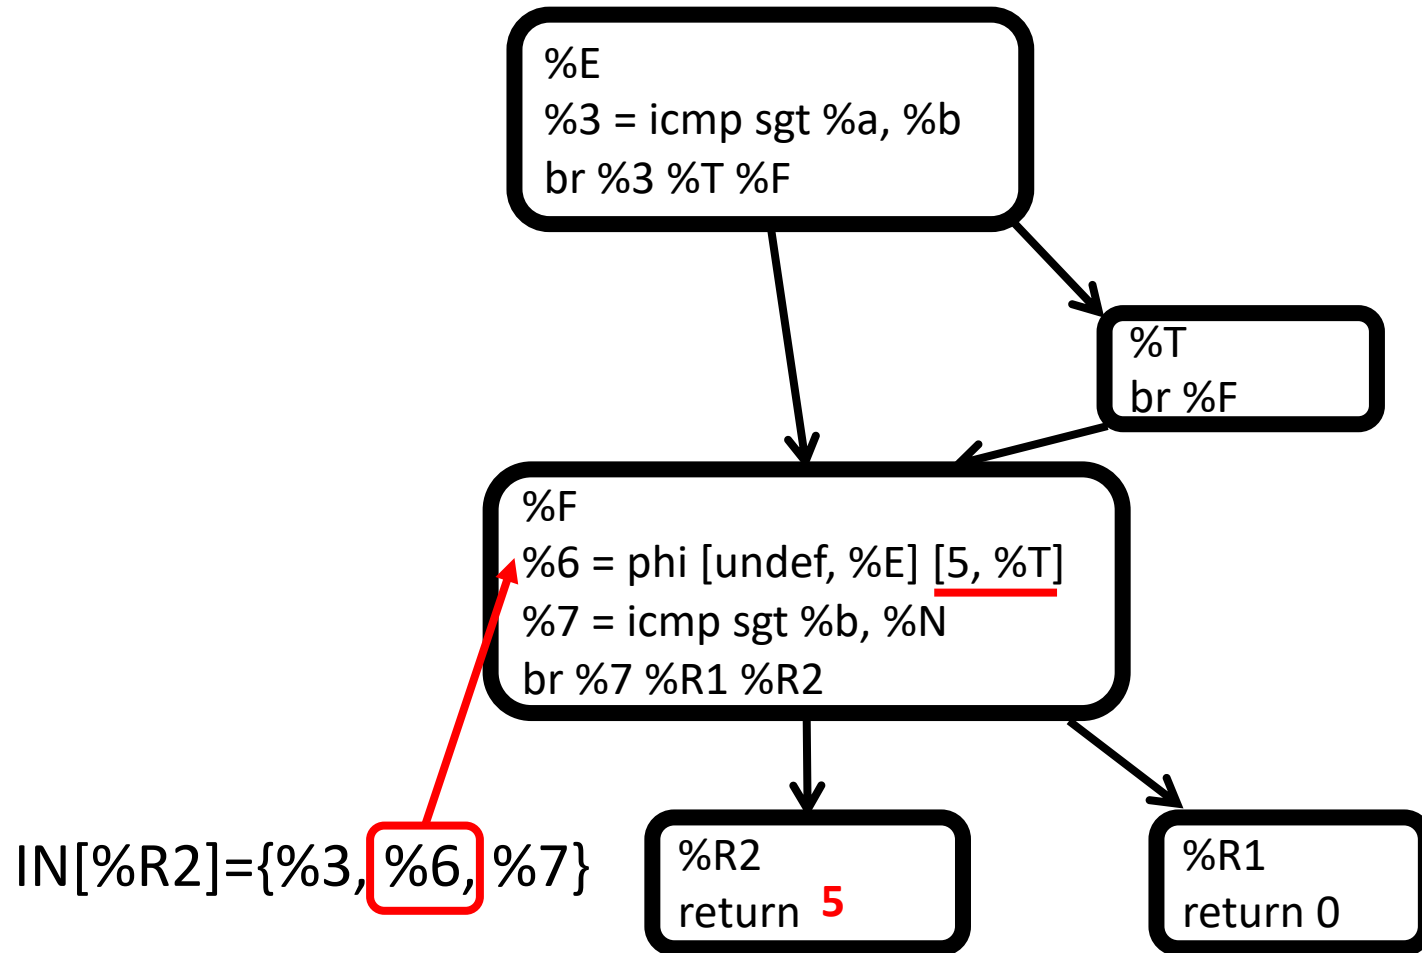 %E
%3 = icmp sgt %a, %b
br %3 %T %F
%T
br %F
%F
%6 = phi [undef, %E] [5, %T]
%7 = icmp sgt %b, %N
br %7 %R1 %R2
IN[%R2]={%3, %6, %7}
%R2
return 5
%R1
return 0